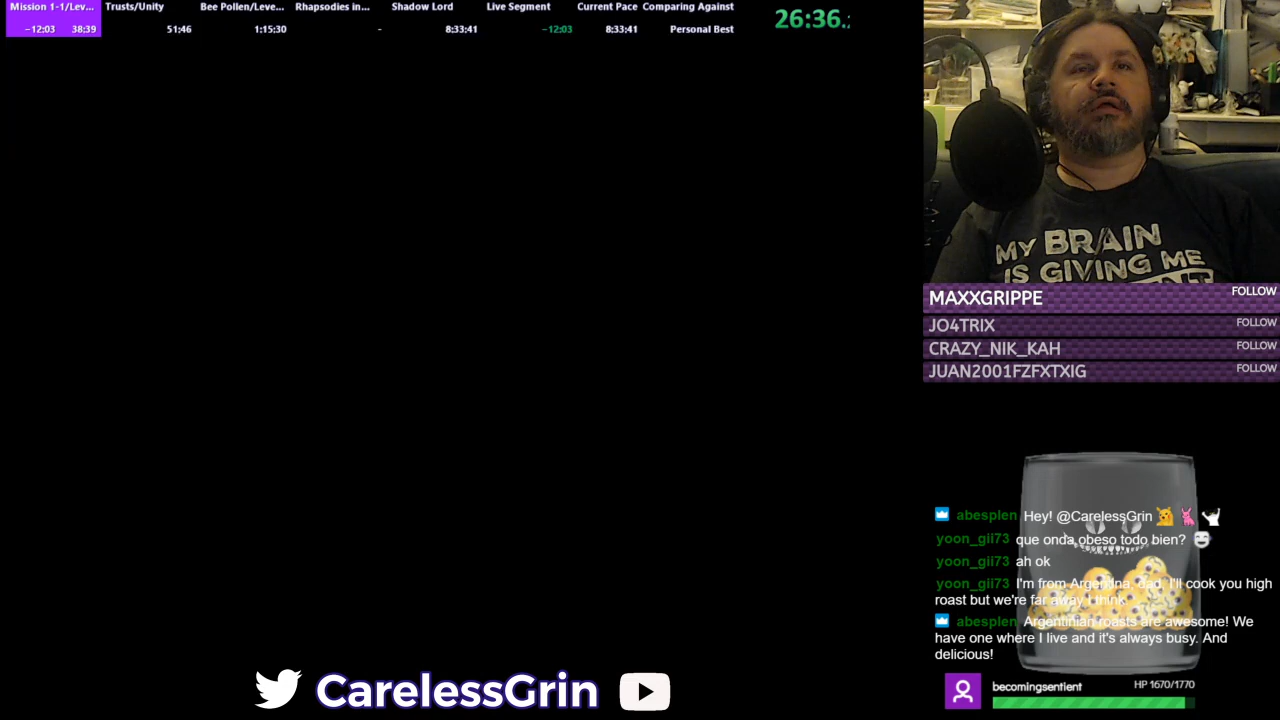 Mission 1-1/Lev... Trusts/Unity Bee Pollen/Leve... Rhapsodies in... Shadow Lord Live Segment Current Pace Comparing Against
−12:03 38:39 51:46 1:15:30 - 8:33:41 −12:03 8:33:41 Personal Best
26:36.
MY BRAIN
IS GIVING ME
MAXXGRIPPE FOLLOW
JO4TRIX FOLLOW
CRAZY_NIK_KAH FOLLOW
JUAN2001FZFXTXIG FOLLOW
abesplen Hey! @CarelessGrin
yoon_gii73 que onda obeso todo bien?
yoon_gii73 ah ok
yoon_gii73 I'm from Argentina, dad, I'll cook you high
roast but we're far away I think
abesplen Argentinian roasts are awesome! We
have one where I live and it's always busy. And
delicious!
becomingsentient HP 1670/1770
CarelessGrin